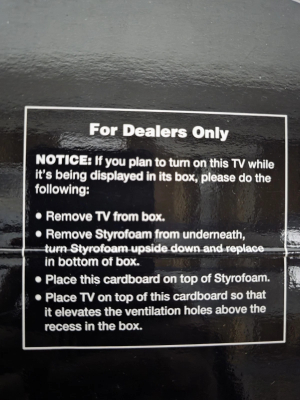 For Dealers Only
NOTICE: If you plan to turn on this TV while
it's being displayed in its box, please do the
following:
• Remove TV from box.
• Remove Styrofoam from underneath,
turn Styrofoam upside down and replace
in bottom of box.
• Place this cardboard on top of Styrofoam.
• Place TV on top of this cardboard so that
it elevates the ventilation holes above the
recess in the box.